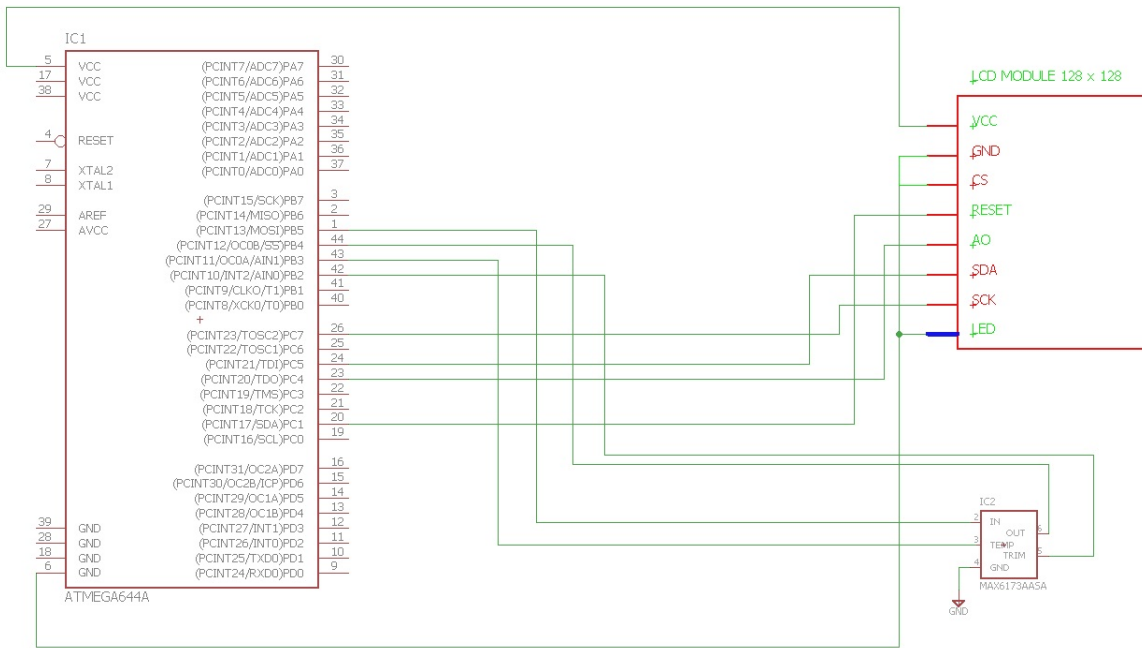 IC1
5 VCC (PCINT7/ADC7)PA7 30
17 VCC (PCINT6/ADC6)PA6 31
38 VCC (PCINT5/ADC5)PA5 32
(PCINT4/ADC4)PA4 33
(PCINT3/ADC3)PA3 34
4 RESET (PCINT2/ADC2)PA2 35
(PCINT1/ADC1)PA1 36
7 XTAL2 (PCINT0/ADC0)PA0 37
8 XTAL1
(PCINT15/SCK)PB7 3
29 AREF (PCINT14/MISO)PB6 2
27 AVCC (PCINT13/MOSI)PB5 1
(PCINT12/OC0B/SS)PB4 44
(PCINT11/OC0A/AIN1)PB3 43
(PCINT10/INT2/AIN0)PB2 42
(PCINT9/CLKO/T1)PB1 41
(PCINT8/XCK0/T0)PB0 40
(PCINT23/TOSC2)PC7 26
(PCINT22/TOSC1)PC6 25
(PCINT21/TDI)PC5 24
(PCINT20/TDO)PC4 23
(PCINT19/TMS)PC3 22
(PCINT18/TCK)PC2 21
(PCINT17/SDA)PC1 20
(PCINT16/SCL)PC0 19
(PCINT31/OC2A)PD7 16
(PCINT30/OC2B/ICP)PD6 15
(PCINT29/OC1A)PD5 14
(PCINT28/OC1B)PD4 13
39 GND (PCINT27/INT1)PD3 12
28 GND (PCINT26/INT0)PD2 11
18 GND (PCINT25/TXD0)PD1 10
6 GND (PCINT24/RXD0)PD0 9
ATMEGA644A
LCD MODULE 128 x 128
VCC
GND
CS
RESET
AO
SDA
SCK
LED
IC2
2 IN
OUT 6
3 TEMP
TRIM 5
4 GND
MAX6173AASA
GND